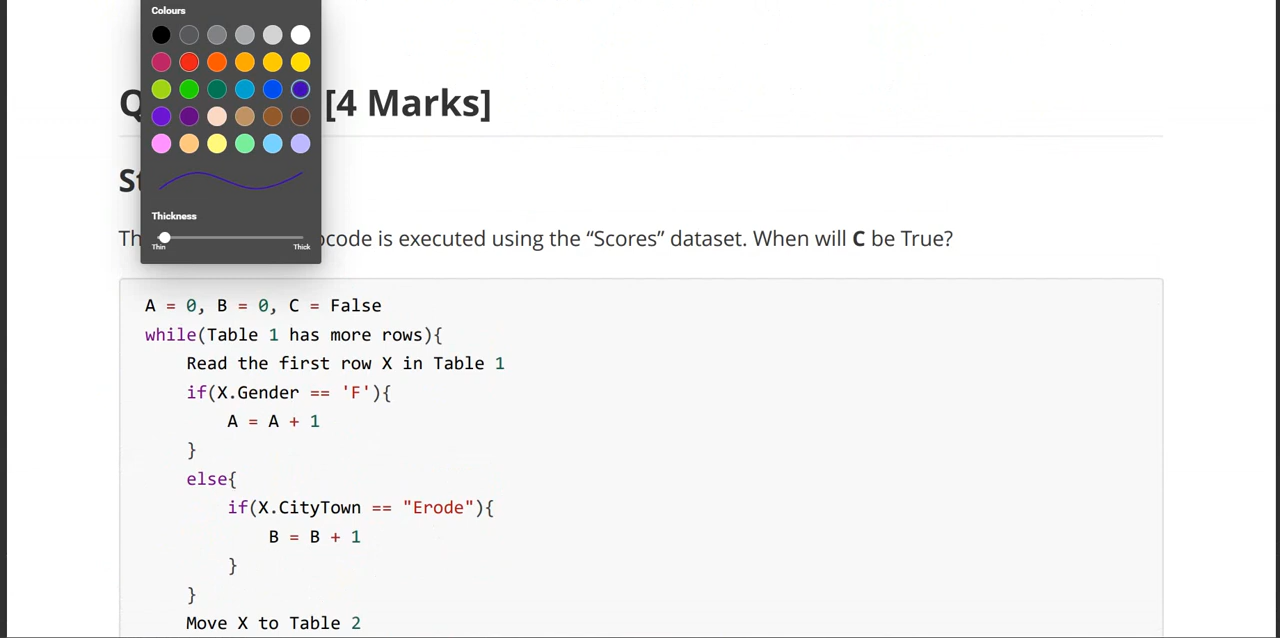 Colours
[4 Marks]
Thickness
Thin Thick
code is executed using the “Scores” dataset. When will C be True?
A = 0, B = 0, C = False
while(Table 1 has more rows){
Read the first row X in Table 1
if(X.Gender == 'F'){
A = A + 1
}
else{
if(X.CityTown == "Erode"){
B = B + 1
}
}
Move X to Table 2